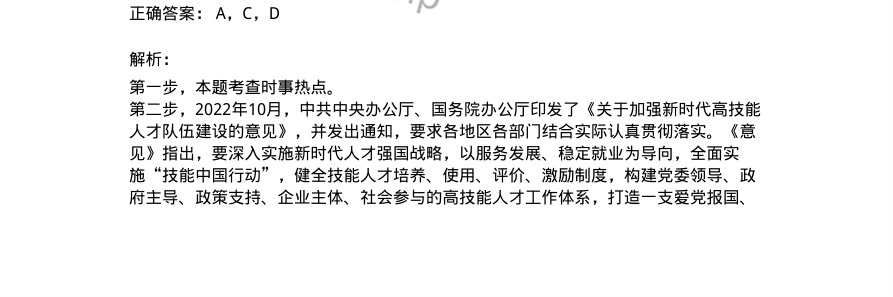 正确答案： A，C，D
解析：
第一步，本题考查时事热点。
第二步，2022年10月，中共中央办公厅、国务院办公厅印发了《关于加强新时代高技能
人才队伍建设的意见》，并发出通知，要求各地区各部门结合实际认真贯彻落实。《意
见》指出，要深入实施新时代人才强国战略，以服务发展、稳定就业为导向，全面实
施“技能中国行动”，健全技能人才培养、使用、评价、激励制度，构建党委领导、政
府主导、政策支持、企业主体、社会参与的高技能人才工作体系，打造一支爱党报国、